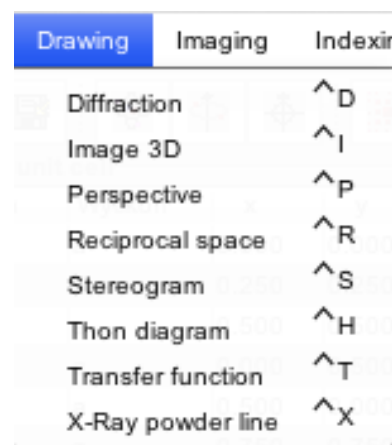 Drawing Imaging
Diffraction ^D
Image 3D ^I
Perspective ^P
Reciprocal space ^R
Stereogram ^S
Thon diagram ^H
Transfer function ^T
X-Ray powder line ^X